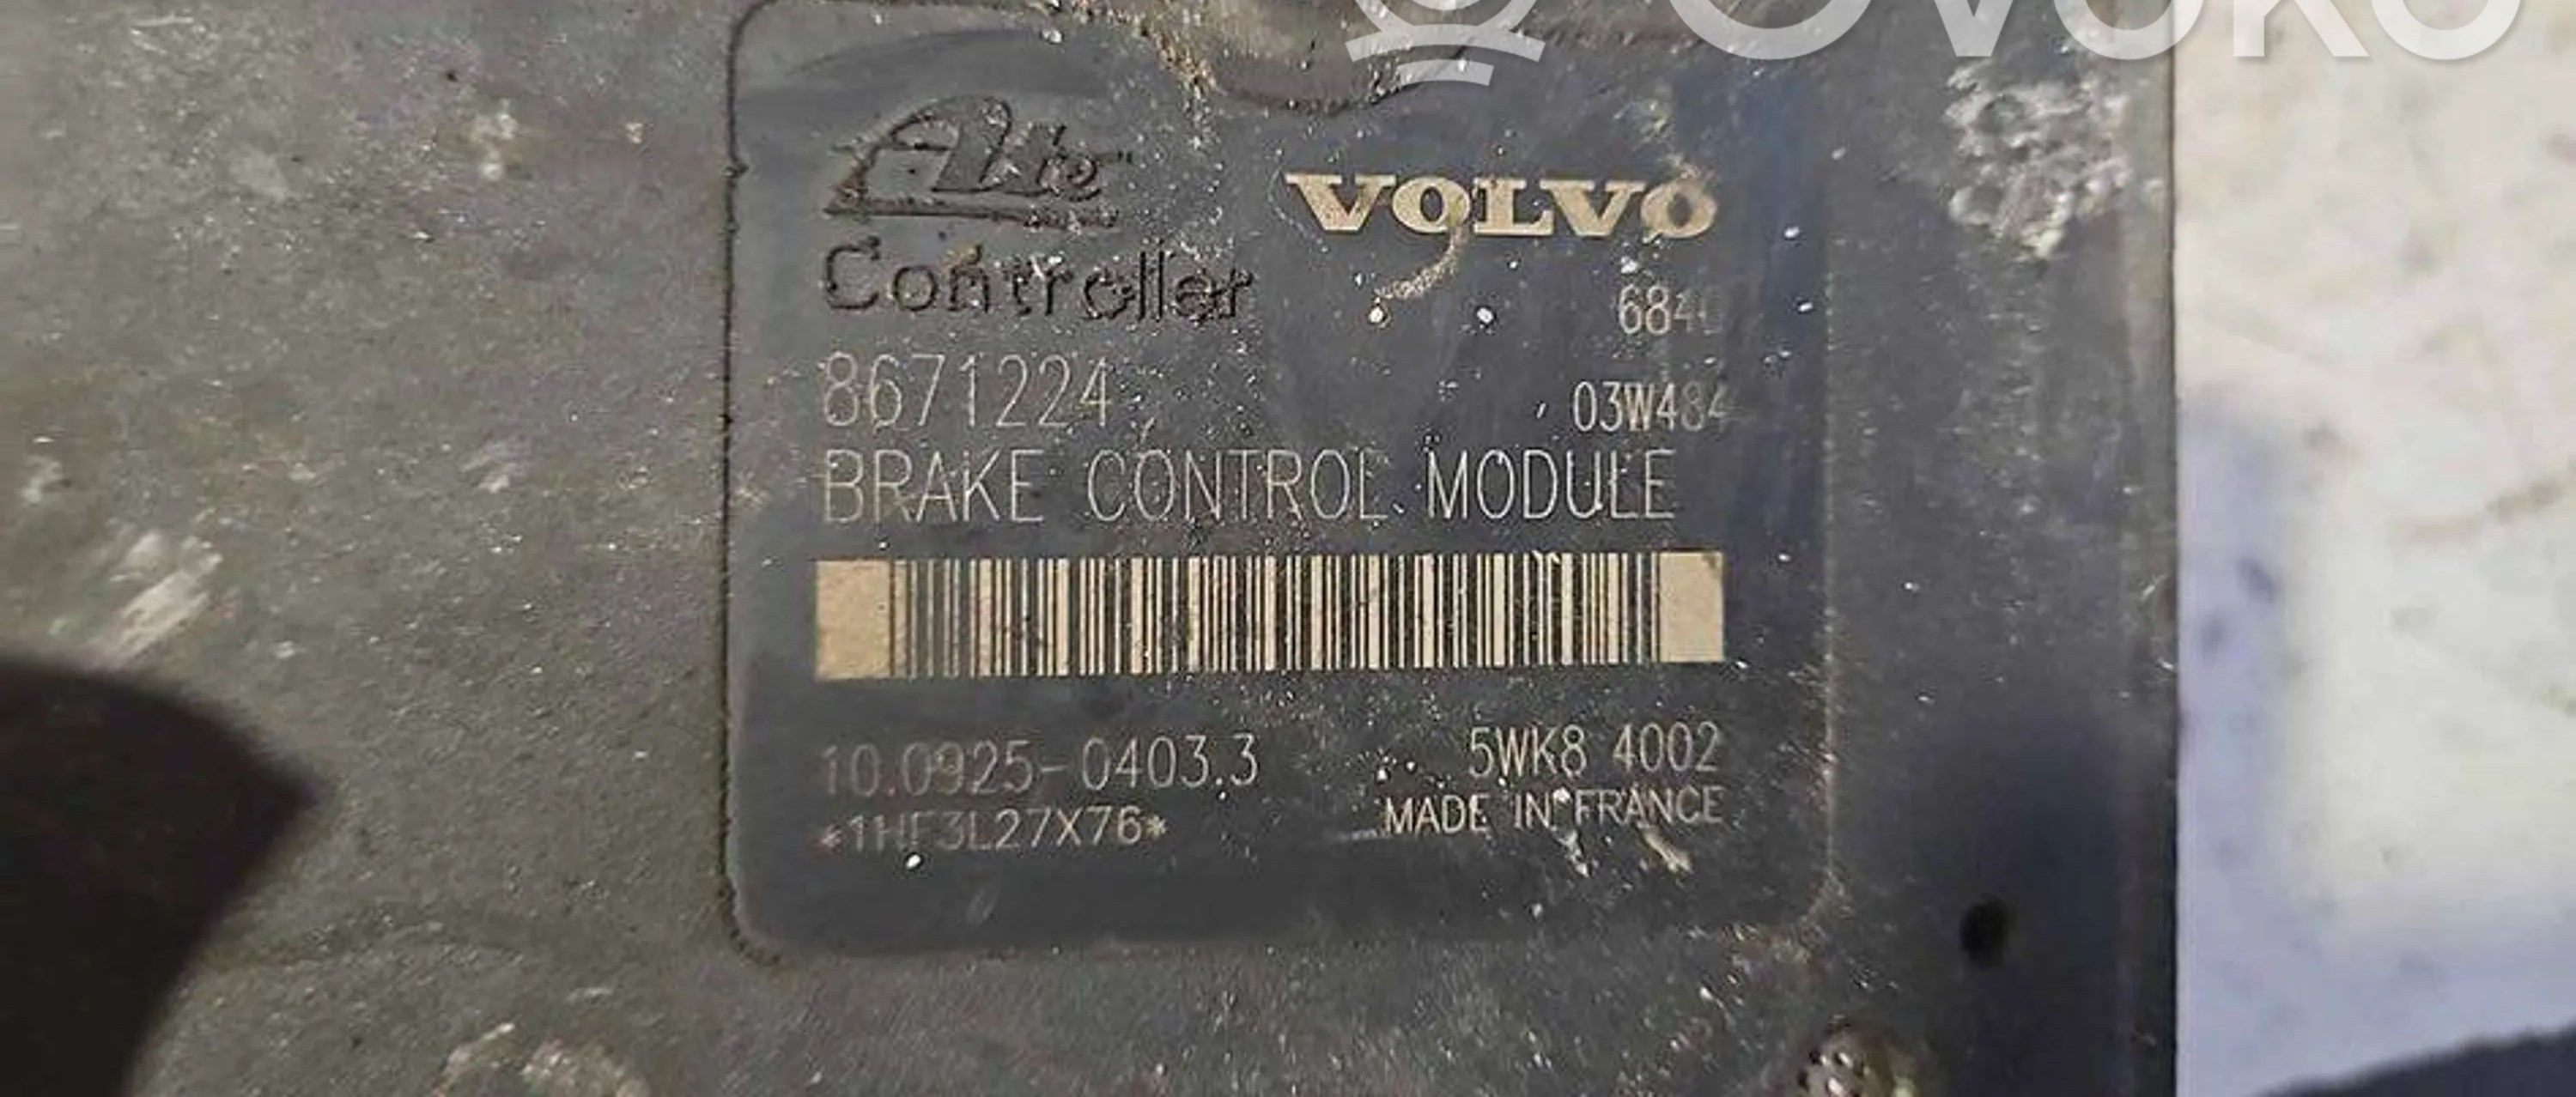 OVOKO
Ate
VOLVO
Controller
6840
8671224
03W484
BRAKE CONTROL MODULE
10.0925-0403.3
5WK8 4002
*1HF3L27X76*
MADE IN FRANCE